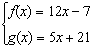 f(x) = 12x - 7
g(x) = 5x + 21